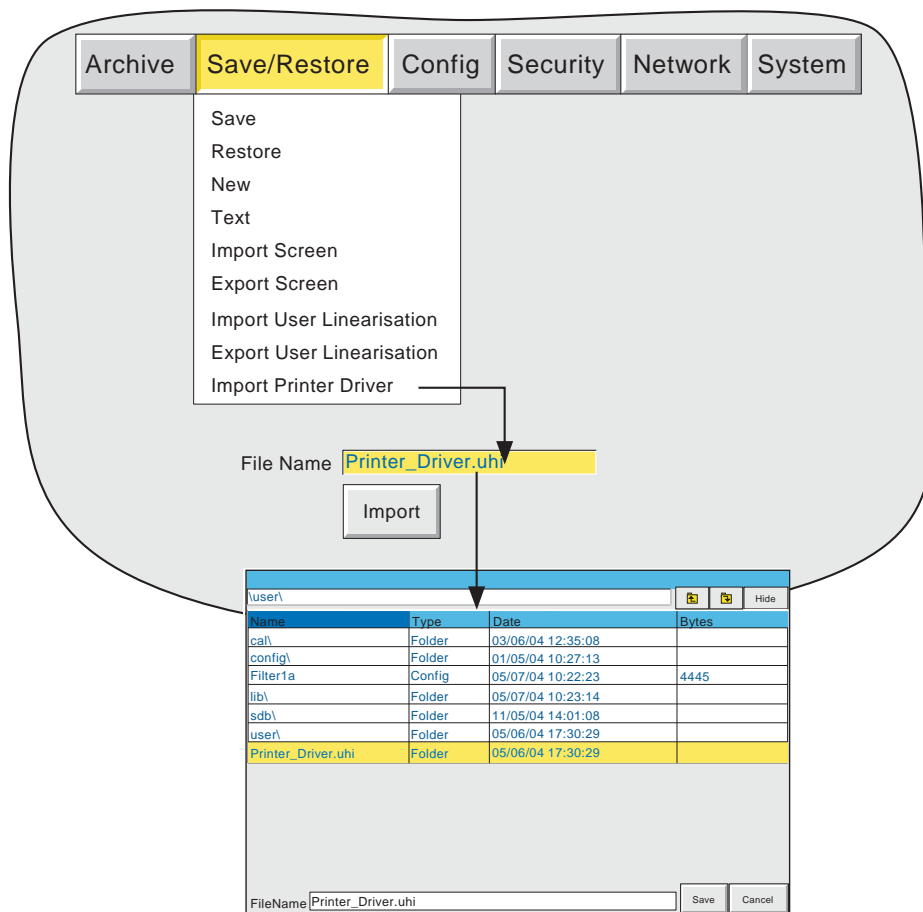 Archive Save/Restore Config Security Network System
Save
Restore
New
Text
Import Screen
Export Screen
Import User Linearisation
Export User Linearisation
Import Printer Driver
File Name Printer_Driver.uhi
Import
\user\ Hide
Name Type Date Bytes
cal\ Folder 03/06/04 12:35:08
config\ Folder 01/05/04 10:27:13
Filter1a Config 05/07/04 10:22:23 4445
lib\ Folder 05/07/04 10:23:14
sdb\ Folder 11/05/04 14:01:08
user\ Folder 05/06/04 17:30:29
Printer_Driver.uhi Folder 05/06/04 17:30:29
FileName Printer_Driver.uhi Save Cancel